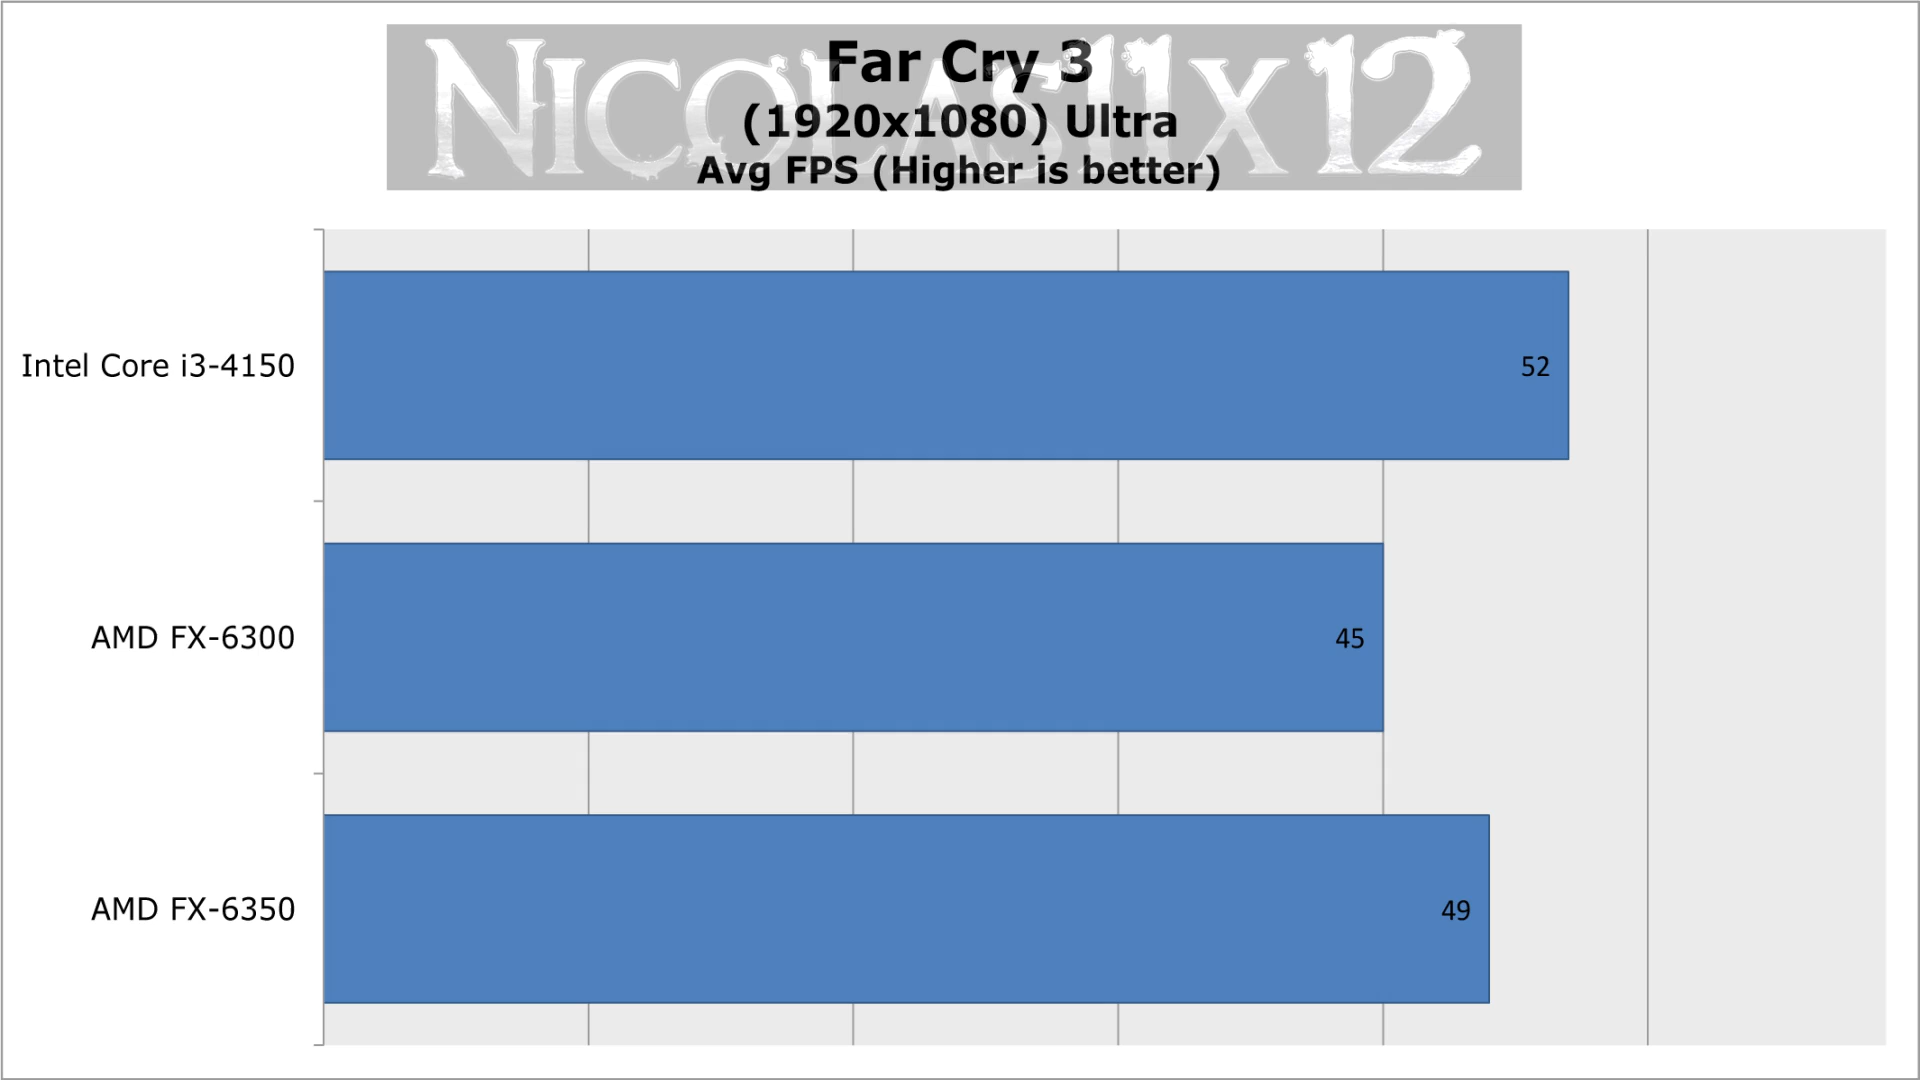 NICOLAS11X12
Far Cry 3
(1920x1080) Ultra
Avg FPS (Higher is better)
Intel Core i3-4150
52
AMD FX-6300
45
AMD FX-6350
49